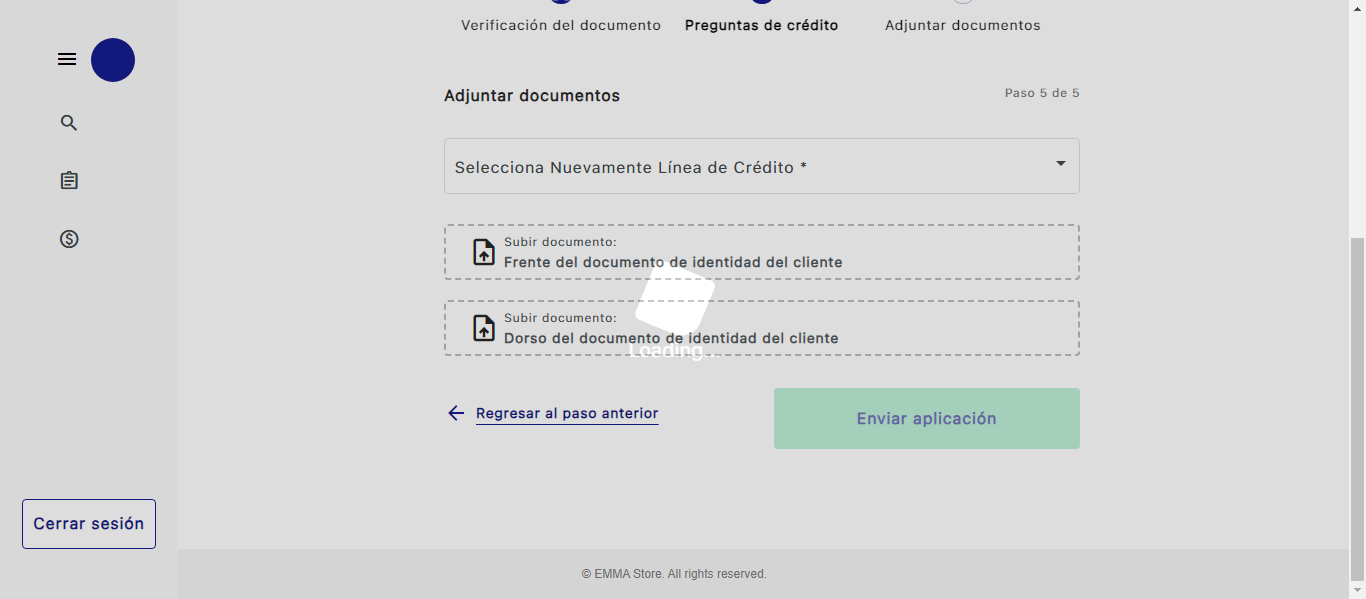 Verificación del documento
Preguntas de crédito
Adjuntar documentos
Adjuntar documentos
Paso 5 de 5
Selecciona Nuevamente Línea de Crédito *
Subir documento:
Frente del documento de identidad del cliente
Subir documento:
Dorso del documento de identidad del cliente
Loading...
Regresar al paso anterior
Enviar aplicación
Cerrar sesión
© EMMA Store. All rights reserved.